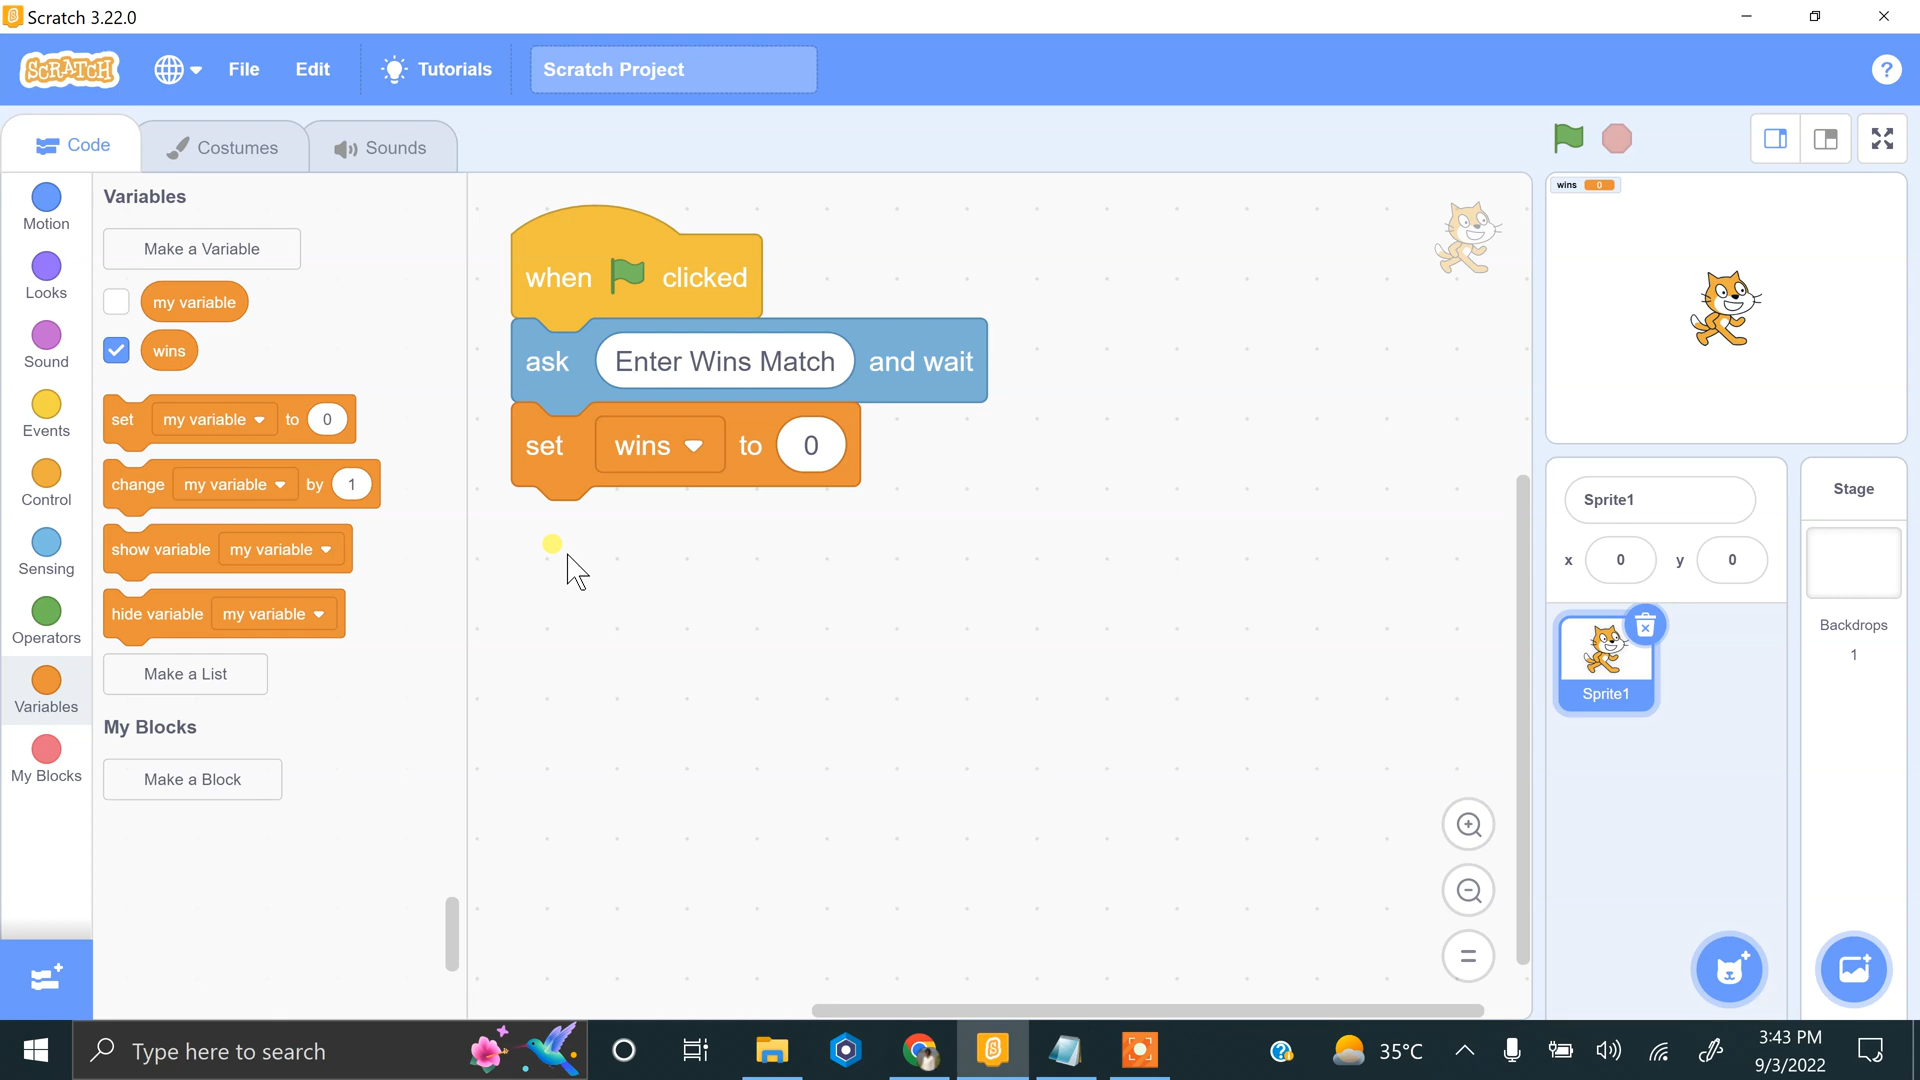 Scratch 3.22.0
SCRATCH
File
Edit
Tutorials
Scratch Project
?
Code
Costumes
Sounds
Motion
Looks
Sound
Events
Control
Sensing
Operators
Variables
My Blocks
Variables
Make a Variable
my variable
wins
set my variable to 0
change my variable by 1
show variable my variable
hide variable my variable
Make a List
My Blocks
Make a Block
when clicked
ask Enter Wins Match and wait
set wins to 0
wins 0
Sprite1
x 0 y 0
Sprite1
Stage
Backdrops
1
Type here to search
35°C
3:43 PM
9/3/2022